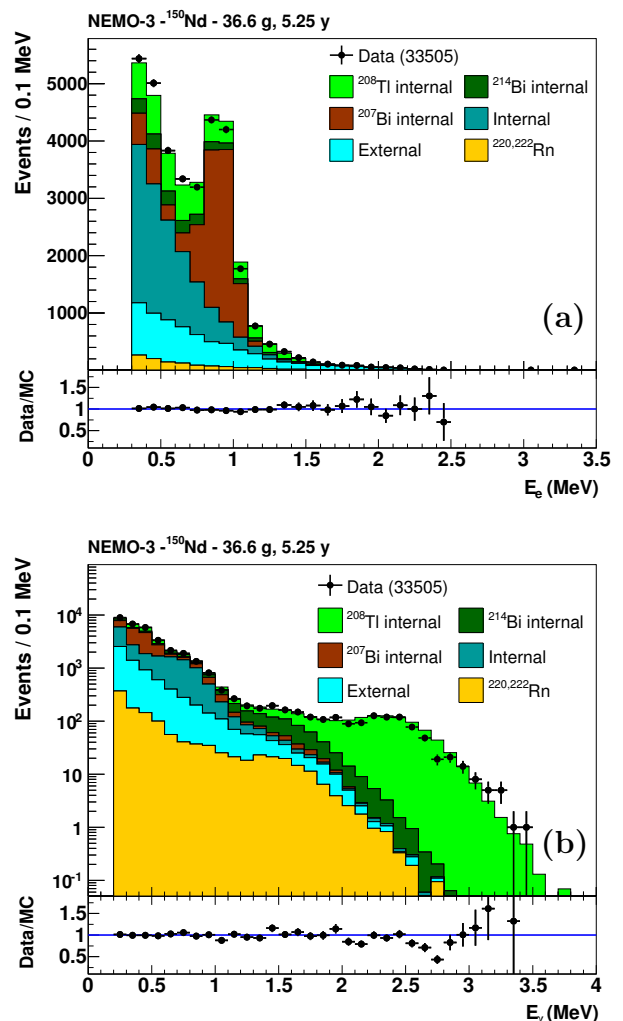 NEMO-3 -¹⁵⁰Nd - 36.6 g, 5.25 y
Events / 0.1 MeV
5000
4000
3000
2000
1000
Data (33505)
²⁰⁸Tl internal
²¹⁴Bi internal
²⁰⁷Bi internal
Internal
External
²²⁰,²²²Rn
(a)
Data/MC
1.5
1
0.5
0 0.5 1 1.5 2 2.5 3 3.5
E_e (MeV)
NEMO-3 -¹⁵⁰Nd - 36.6 g, 5.25 y
Events / 0.1 MeV
10⁴
10³
10²
10
1
10⁻¹
Data (33505)
²⁰⁸Tl internal
²¹⁴Bi internal
²⁰⁷Bi internal
Internal
External
²²⁰,²²²Rn
(b)
Data/MC
1.5
1
0.5
0 0.5 1 1.5 2 2.5 3 3.5 4
E_γ (MeV)